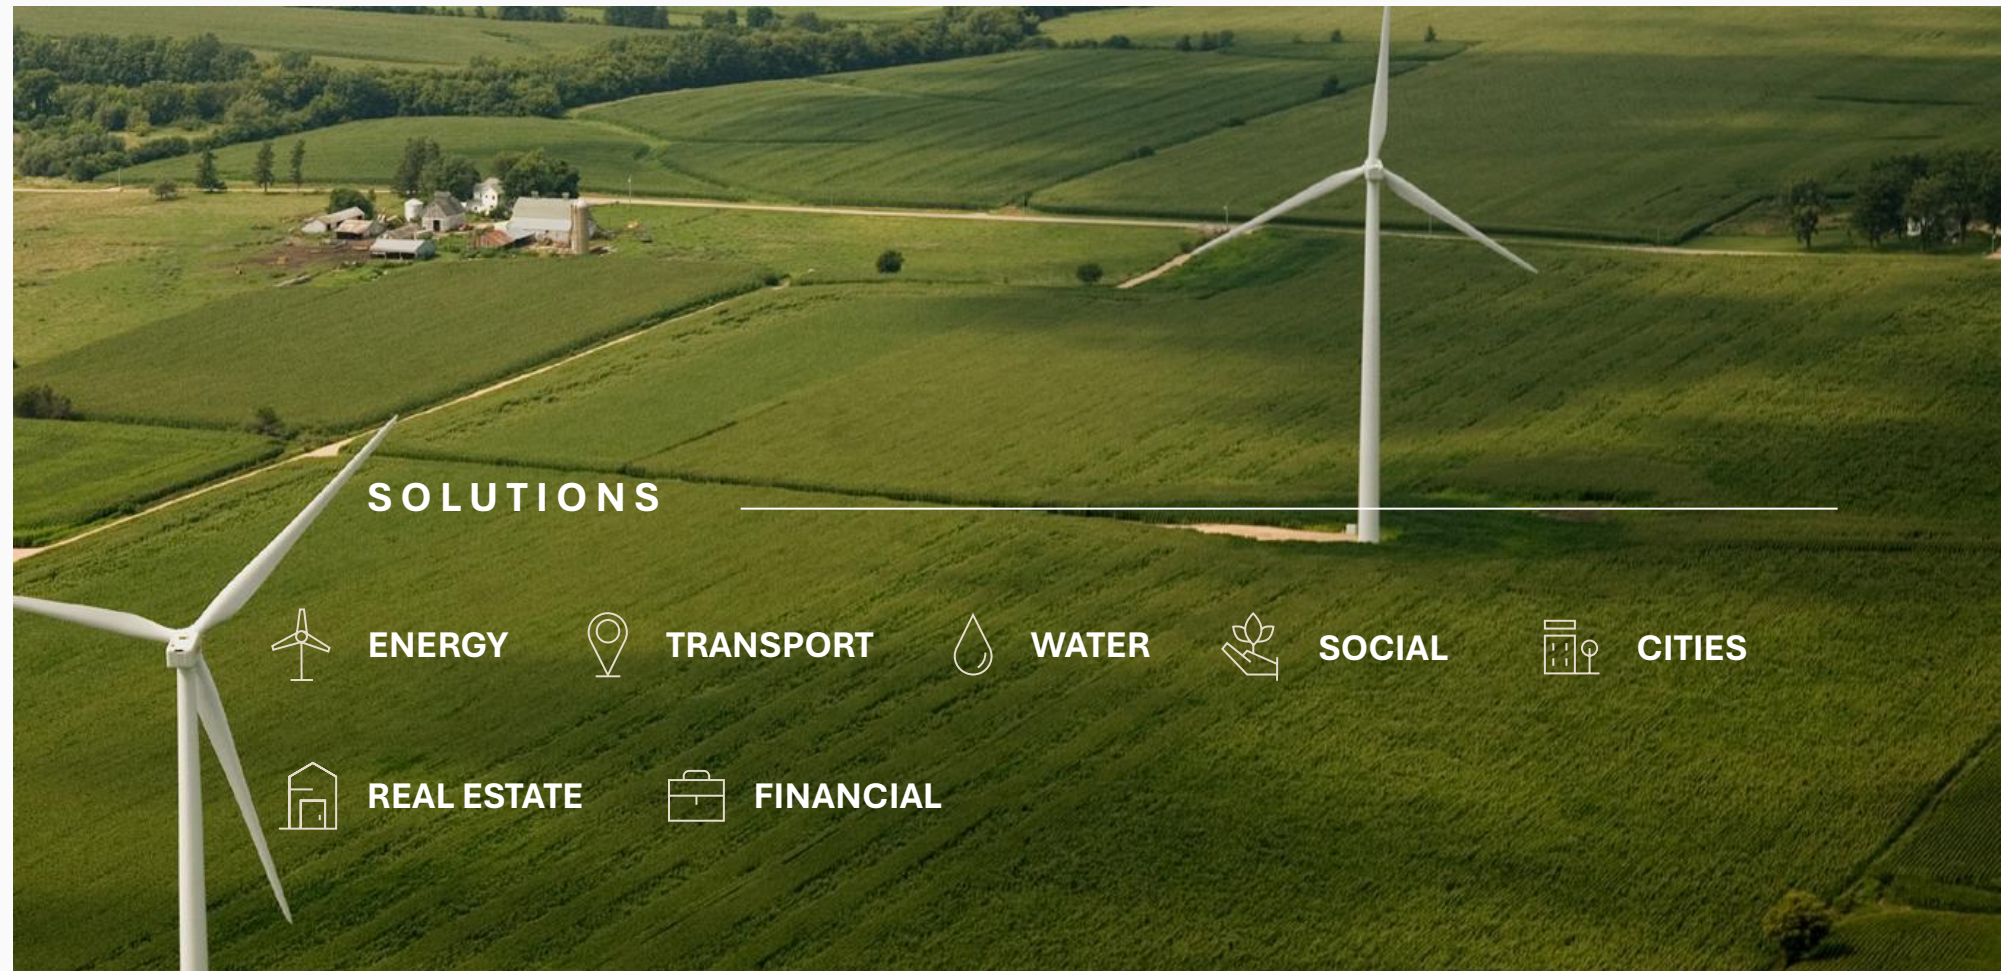 SOLUTIONS
ENERGY TRANSPORT WATER SOCIAL CITIES
REAL ESTATE FINANCIAL